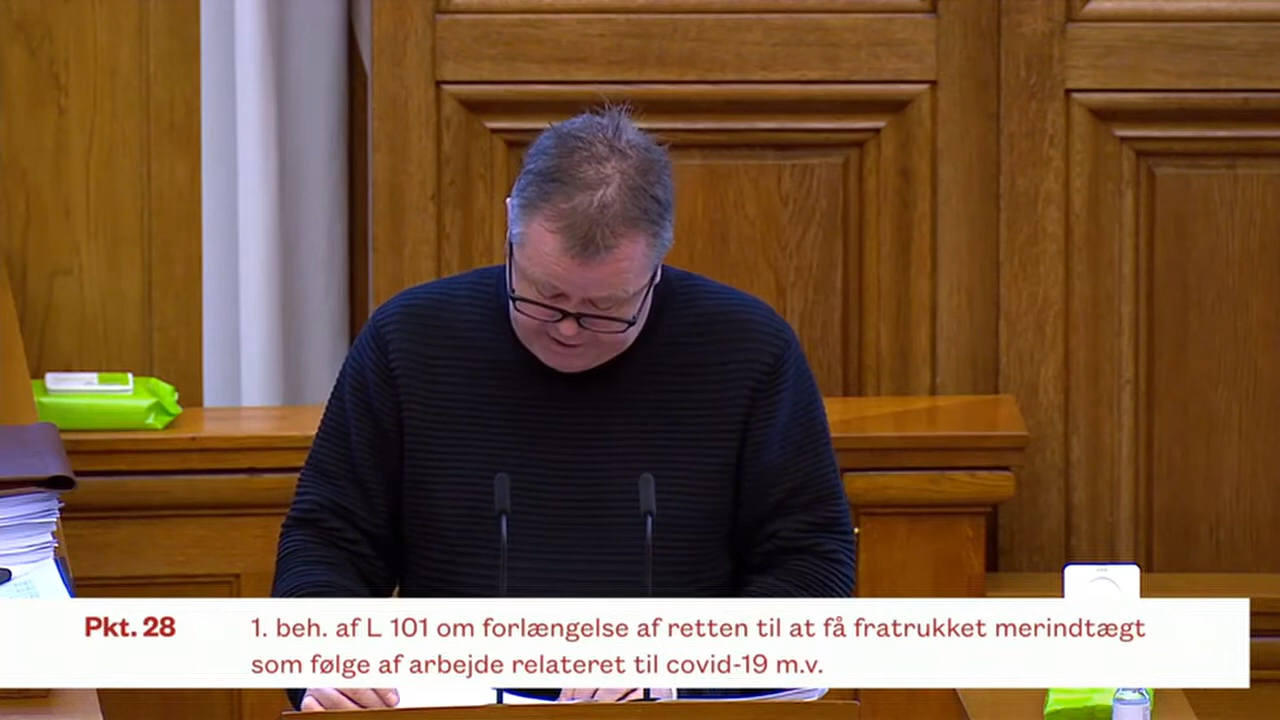 Pkt. 28
1. beh. af L 101 om forlængelse af retten til at få fratrukket merindtægt
som følge af arbejde relateret til covid-19 m.v.